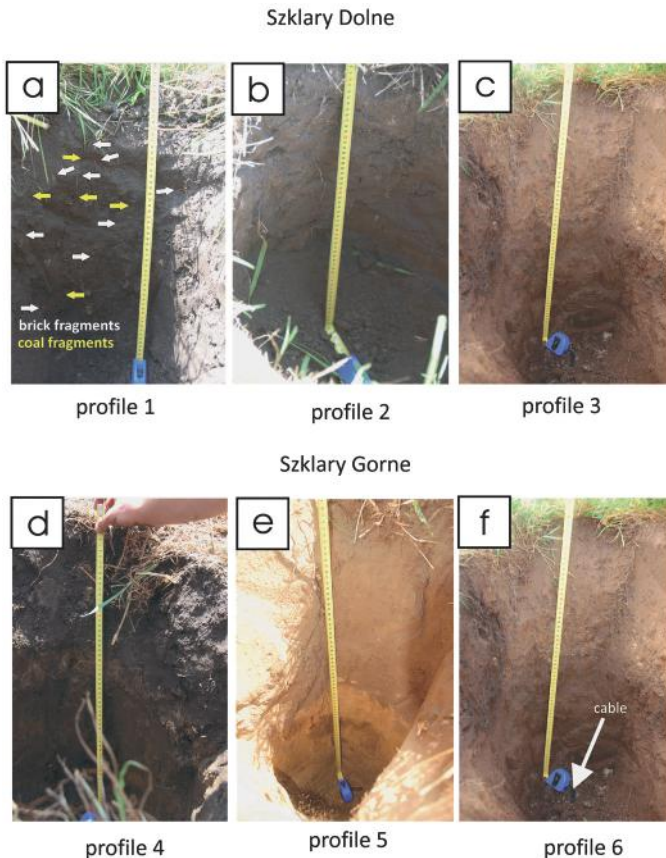 Szklary Dolne
a
b
c
brick fragments
coal fragments
profile 1
profile 2
profile 3
Szklary Gorne
d
e
f
cable
profile 4
profile 5
profile 6